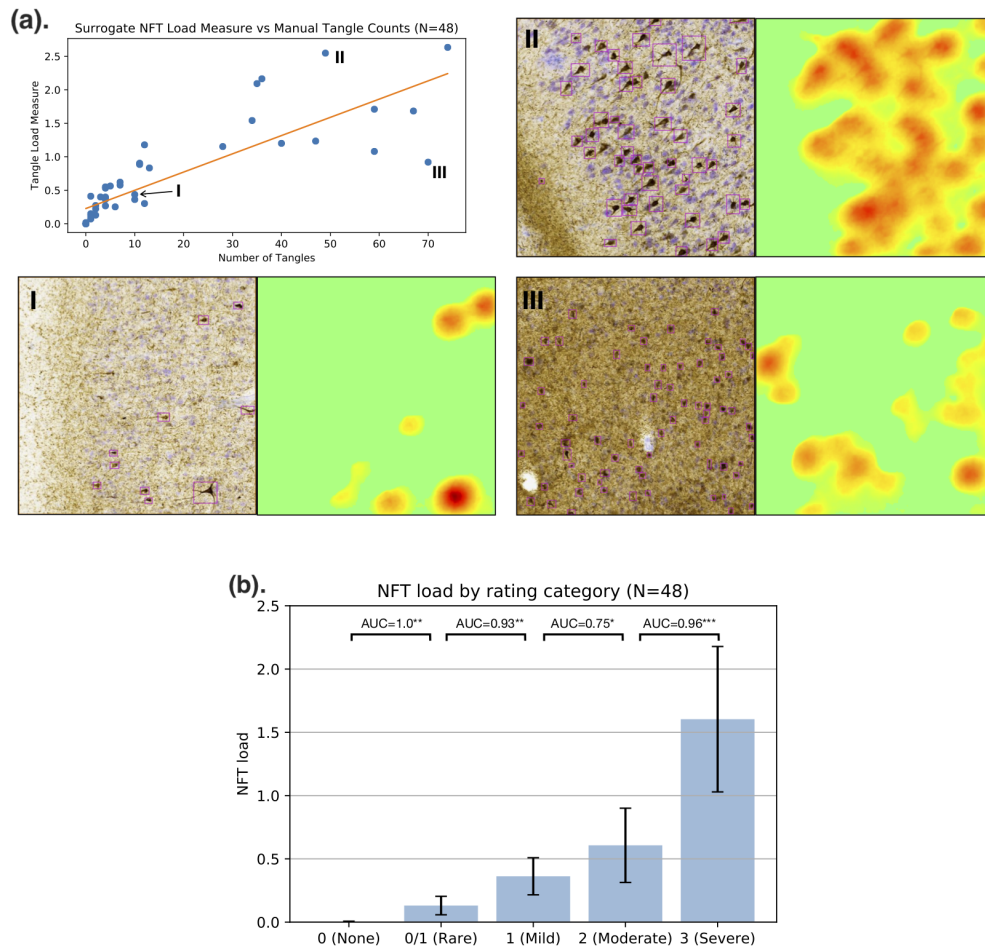 (a).
Surrogate NFT Load Measure vs Manual Tangle Counts (N=48)
Tangle Load Measure
2.5
2.0
1.5
1.0
0.5
0.0
II
III
I
0 10 20 30 40 50 60 70
Number of Tangles
II
I
III
(b).
NFT load by rating category (N=48)
NFT load
2.5
2.0
1.5
1.0
0.5
0.0
AUC=1.0** AUC=0.93** AUC=0.75* AUC=0.96***
0 (None) 0/1 (Rare) 1 (Mild) 2 (Moderate) 3 (Severe)